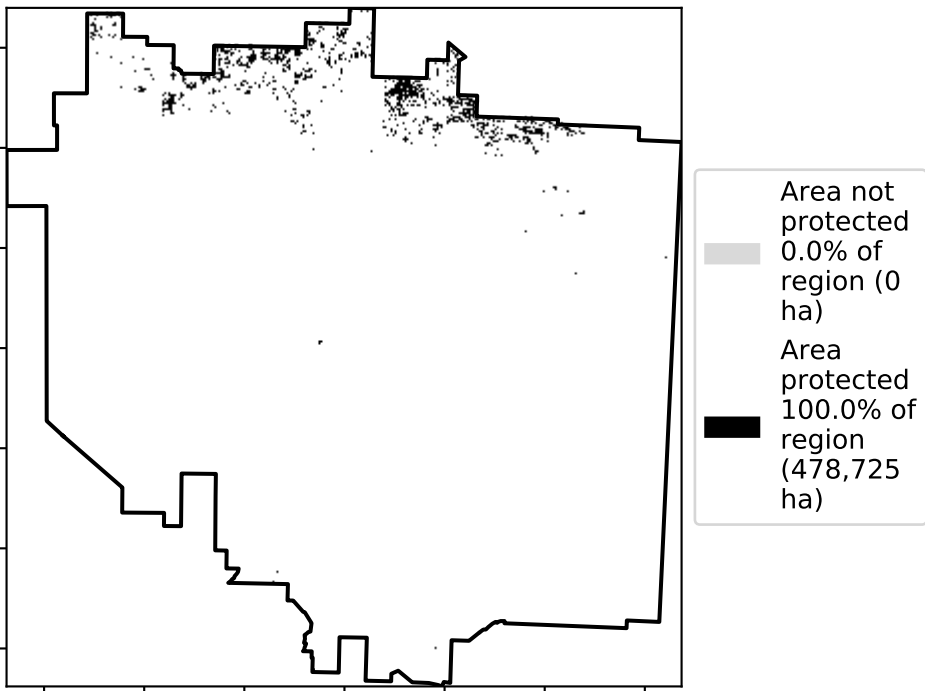 Area not
protected
0.0% of
region (0
ha)
Area
protected
100.0% of
region
(478,725
ha)